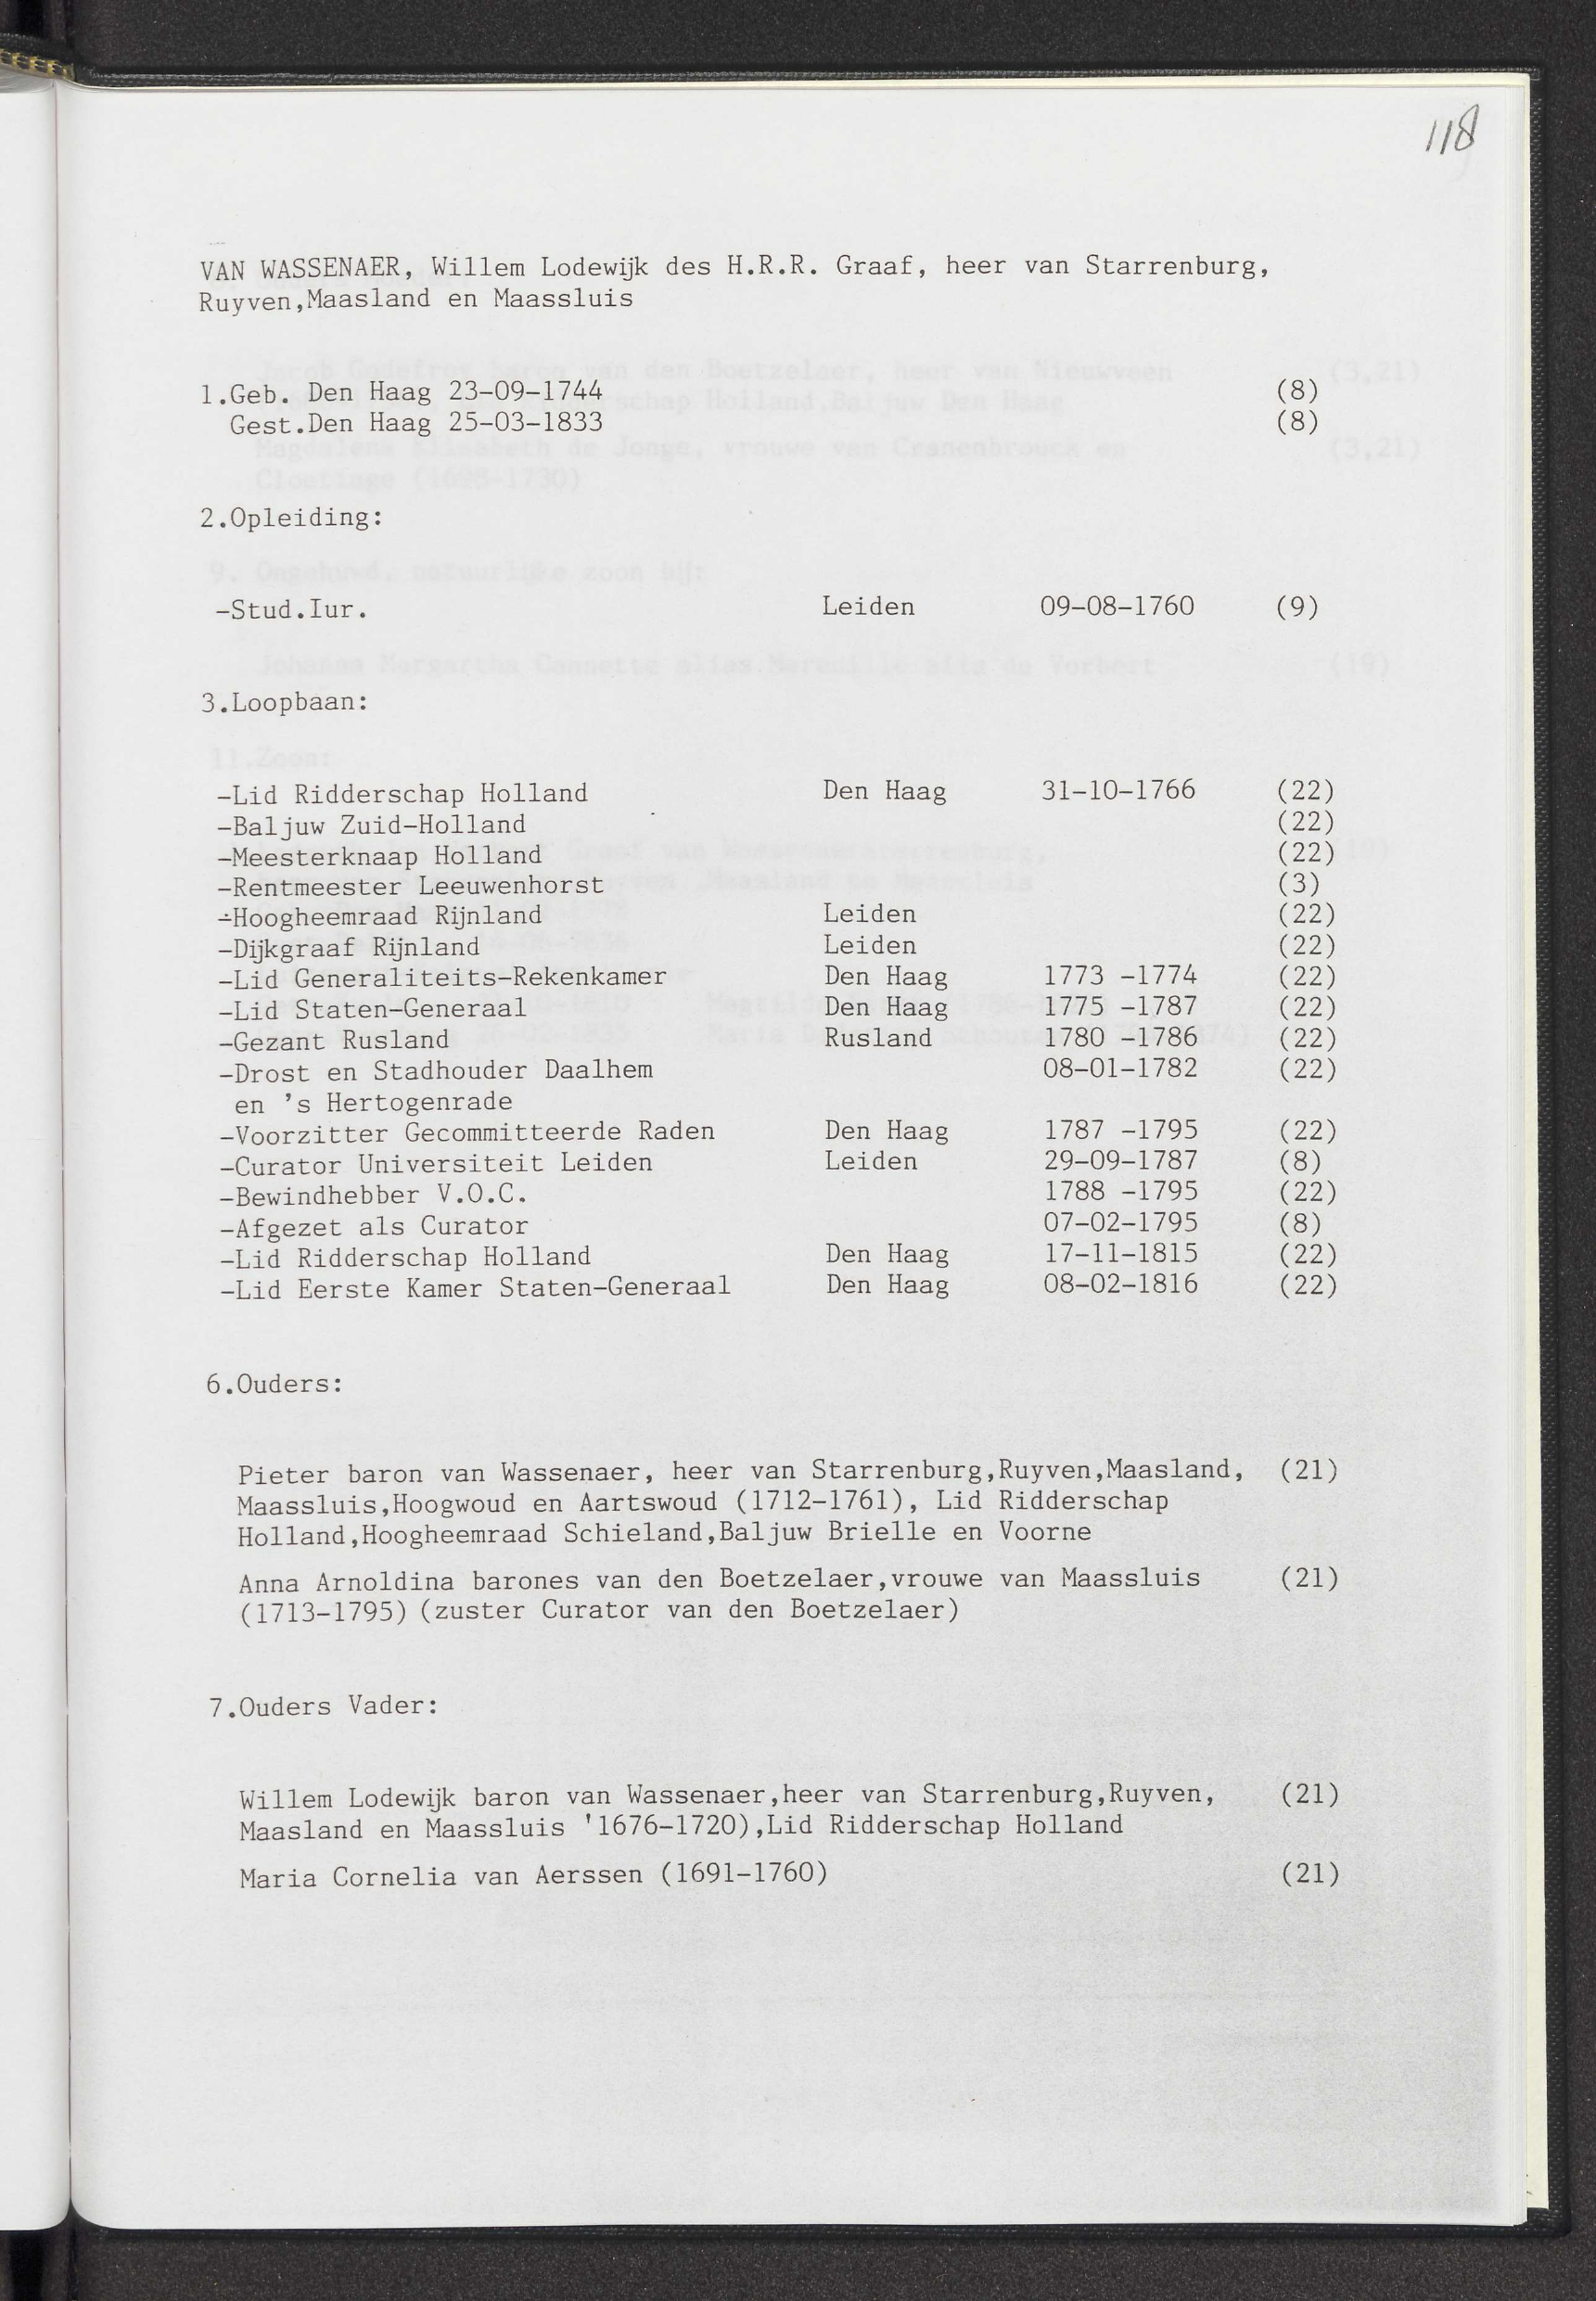 118
VAN WASSENAER, Willem Lodewijk des H.R.R. Graaf, heer van Starrenburg,
Ruyven,Maasland en Maassluis
1.Geb. Den Haag 23-09-1744 (8)
Gest.Den Haag 25-03-1833 (8)
2.Opleiding:
-Stud.Iur. Leiden 09-08-1760 (9)
3.Loopbaan:
-Lid Ridderschap Holland Den Haag 31-10-1766 (22)
-Baljuw Zuid-Holland (22)
-Meesterknaap Holland (22)
-Rentmeester Leeuwenhorst (3)
-Hoogheemraad Rijnland Leiden (22)
-Dijkgraaf Rijnland Leiden (22)
-Lid Generaliteits-Rekenkamer Den Haag 1773 -1774 (22)
-Lid Staten-Generaal Den Haag 1775 -1787 (22)
-Gezant Rusland Rusland 1780 -1786 (22)
-Drost en Stadhouder Daalhem 08-01-1782 (22)
en 's Hertogenrade
-Voorzitter Gecommitteerde Raden Den Haag 1787 -1795 (22)
-Curator Universiteit Leiden Leiden 29-09-1787 (8)
-Bewindhebber V.O.C. 1788 -1795 (22)
-Afgezet als Curator 07-02-1795 (8)
-Lid Ridderschap Holland Den Haag 17-11-1815 (22)
-Lid Eerste Kamer Staten-Generaal Den Haag 08-02-1816 (22)
6.Ouders:
Pieter baron van Wassenaer, heer van Starrenburg,Ruyven,Maasland, (21)
Maassluis,Hoogwoud en Aartswoud (1712-1761), Lid Ridderschap
Holland,Hoogheemraad Schieland,Baljuw Brielle en Voorne
Anna Arnoldina barones van den Boetzelaer,vrouwe van Maassluis (21)
(1713-1795) (zuster Curator van den Boetzelaer)
7.Ouders Vader:
Willem Lodewijk baron van Wassenaer,heer van Starrenburg,Ruyven, (21)
Maasland en Maassluis '1676-1720),Lid Ridderschap Holland
Maria Cornelia van Aerssen (1691-1760) (21)